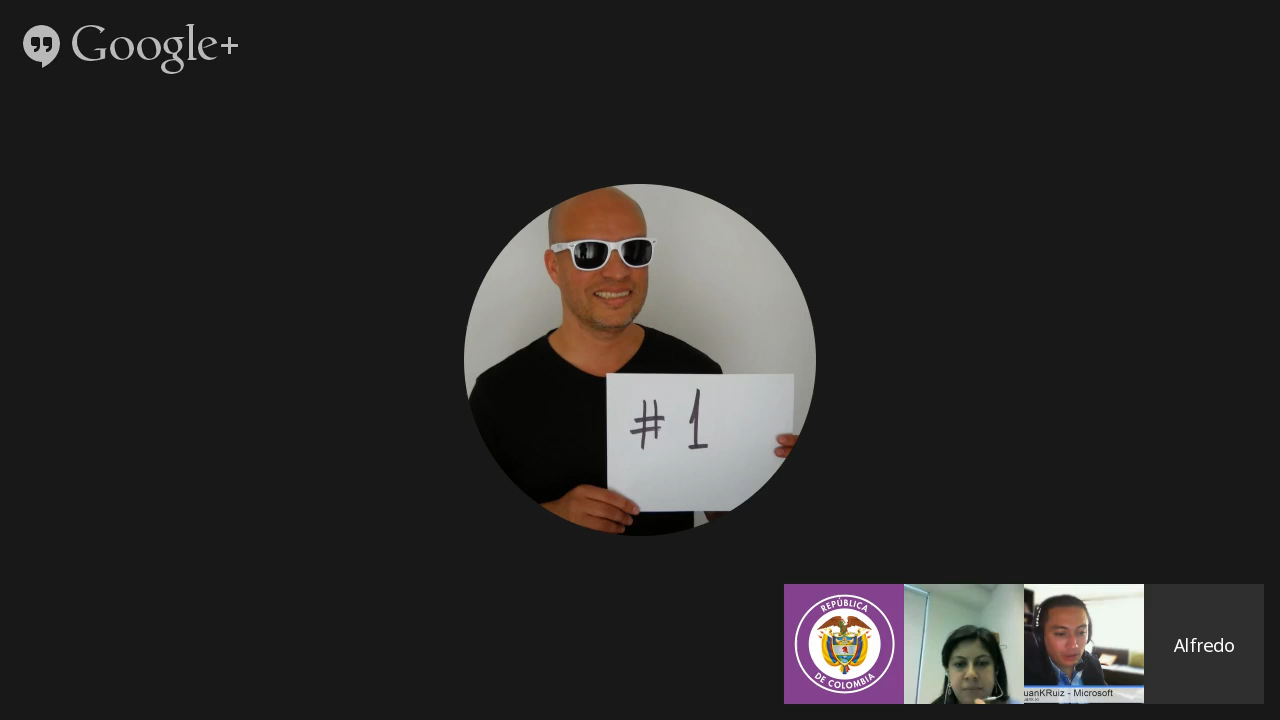 Google+
# 1
REPÚBLICA
DE COLOMBIA
uanKRuiz - Microsoft
Alfredo